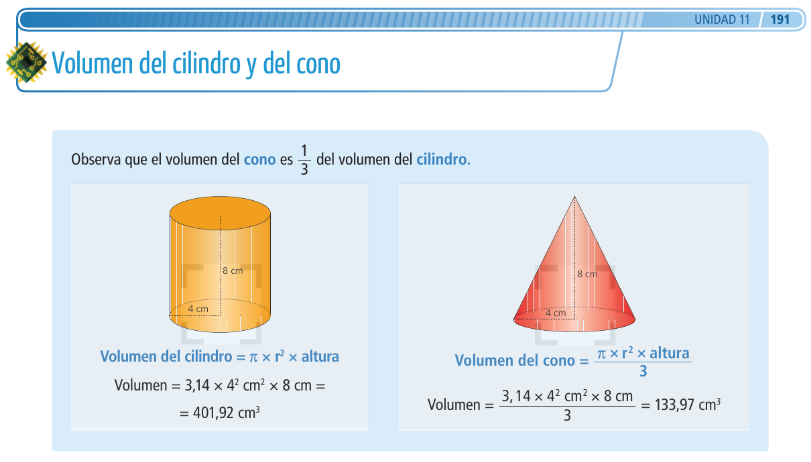 UNIDAD 11 / 191
Volumen del cilindro y del cono
Observa que el volumen del cono es 1/3 del volumen del cilindro.
8 cm
4 cm
Volumen del cilindro = π × r² × altura
Volumen = 3,14 × 4² cm² × 8 cm =
= 401,92 cm³
8 cm
4 cm
Volumen del cono = π × r² × altura / 3
Volumen = 3, 14 × 4² cm² × 8 cm / 3 = 133,97 cm³